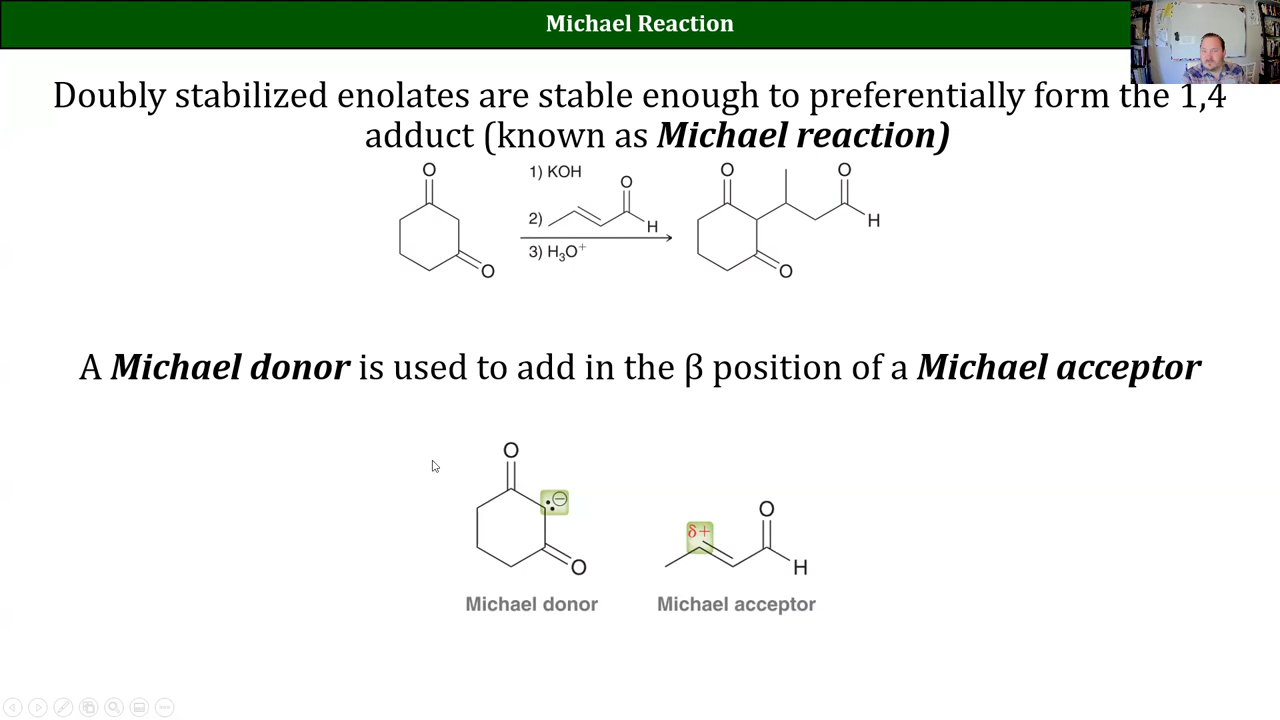 Michael Reaction
Doubly stabilized enolates are stable enough to preferentially form the 1,4
adduct (known as Michael reaction)
O
O
1) KOH
2)
O
H
3) H₃O⁺
O
O
O
H
A Michael donor is used to add in the β position of a Michael acceptor
O
:⊖
O
Michael donor
δ+
O
H
Michael acceptor